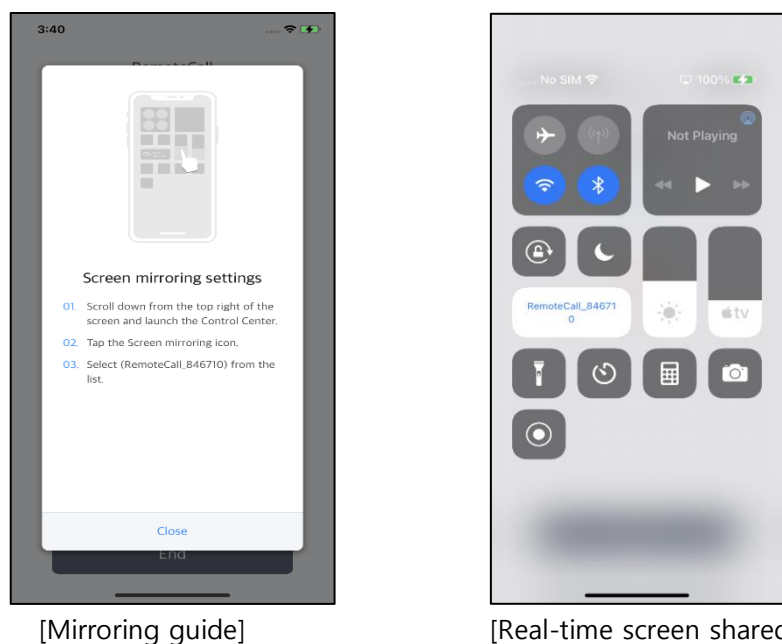 3:40
RemoteCall
Screen mirroring settings
01. Scroll down from the top right of the
screen and launch the Control Center.
02. Tap the Screen mirroring icon.
03. Select (RemoteCall_846710) from the
list.
Close
End
[Mirroring guide]
No SIM
100%
Not Playing
RemoteCall_84671
0
tv
[Real-time screen shared